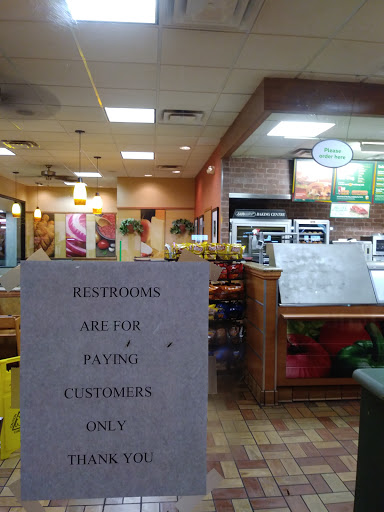 Please
order here
BAKING CENTER
RESTROOMS
ARE FOR
PAYING
CUSTOMERS
ONLY
THANK YOU